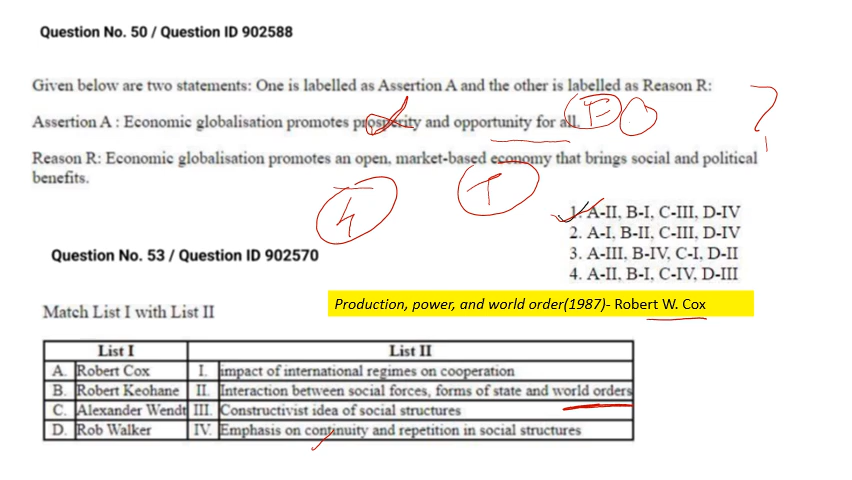 Question No. 50 / Question ID 902588
Given below are two statements: One is labelled as Assertion A and the other is labelled as Reason R:
Assertion A : Economic globalisation promotes prosperity and opportunity for all.
Reason R: Economic globalisation promotes an open, market-based economy that brings social and political
benefits.
1. A-II, B-I, C-III, D-IV
2. A-I, B-II, C-III, D-IV
3. A-III, B-IV, C-I, D-II
4. A-II, B-I, C-IV, D-III
Question No. 53 / Question ID 902570
Production, power, and world order(1987)- Robert W. Cox
Match List I with List II
List I List II
A. Robert Cox I. impact of international regimes on cooperation
B. Robert Keohane II. Interaction between social forces, forms of state and world orders
C. Alexander Wendt III. Constructivist idea of social structures
D. Rob Walker IV. Emphasis on continuity and repetition in social structures